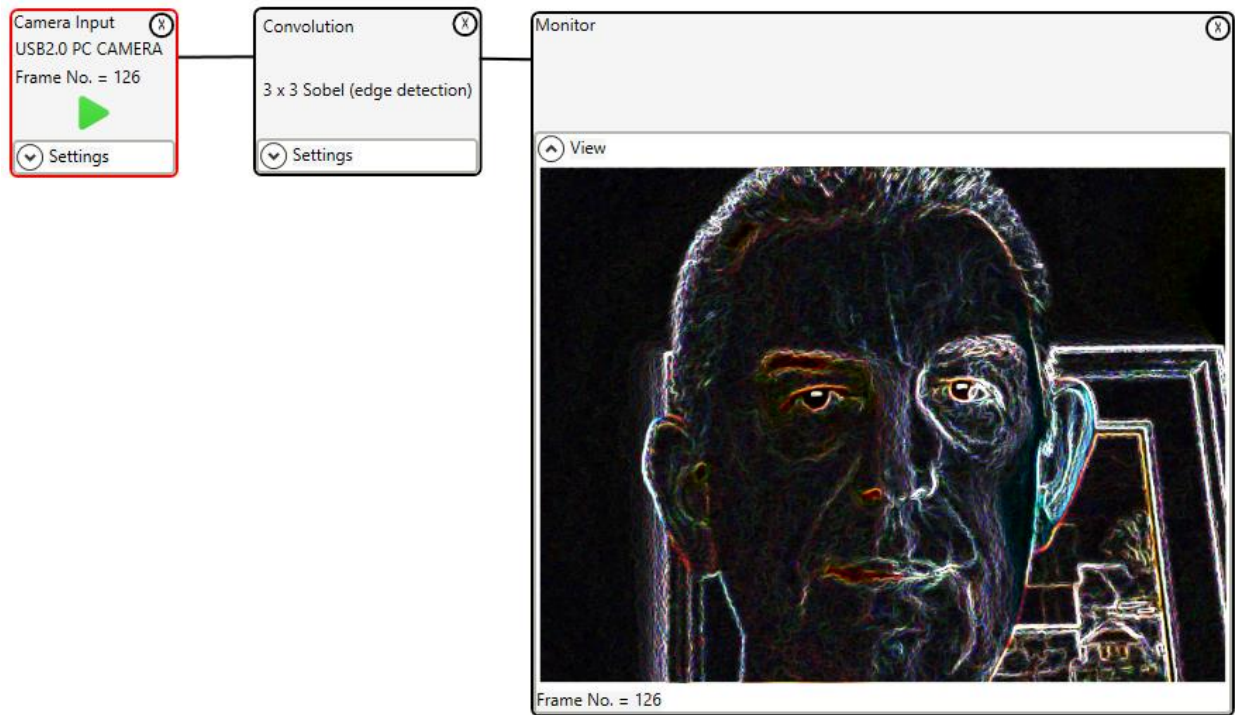 Camera Input
X
USB2.0 PC CAMERA
Frame No. = 126
Settings
Convolution
X
3 x 3 Sobel (edge detection)
Settings
Monitor
X
View
Frame No. = 126